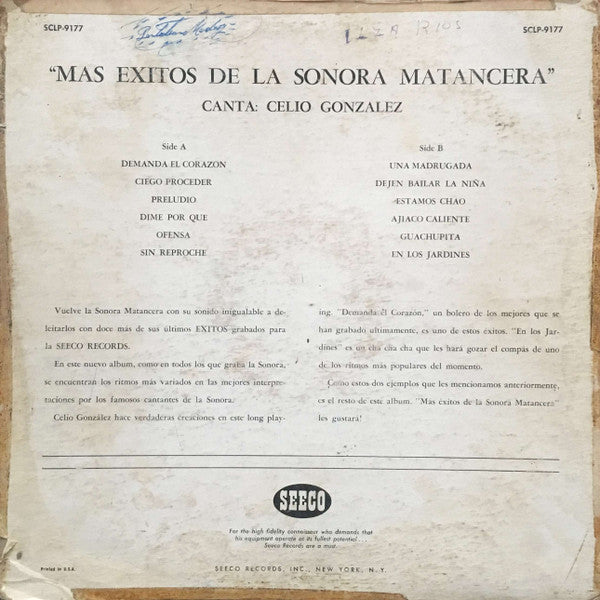 SCLP-9177
SCLP-9177
RIOS
"MAS EXITOS DE LA SONORA MATANCERA"
CANTA: CELIO GONZALEZ
Side A
DEMANDA EL CORAZON
CIEGO PROCEDER
PRELUDIO
DIME POR QUE
OFENSA
SIN REPROCHE
Side B
UNA MADRUGADA
DEJEN BAILAR LA NIÑA
ESTAMOS CHAO
AJIACO CALIENTE
GUACHUPITA
EN LOS JARDINES
Vuelve la Sonora Matancera con su sonido inigualable a de-
leitarlos con doce más de sus últimos EXITOS grabados para
la SEECO RECORDS.
En este nuevo album, como en todos los que graba la Sonora,
se encuentran los ritmos más variados en las mejores interpre-
taciones por los famosos cantantes de la Sonora.
Celio González hace verdaderas creaciones en este long play-
ing. "Demanda el Corazón," un bolero de los mejores que se
han grabado ultimamente, es uno de estos éxitos. "En los Jar-
dines" es un cha cha cha que les hará gozar el compás de uno
de los ritmos más populares del momento.
Como estos dos ejemplos que les mencionamos anteriormente,
es el resto de este album. "Mas éxitos de la Sonora Matancera"
les gustará!
SEECO
For the high fidelity connoisseur who demands that
his equipment operate at its fullest potential...
Seeco Records are a must.
Printed in U.S.A.
SEECO RECORDS, INC., NEW YORK, N.Y.